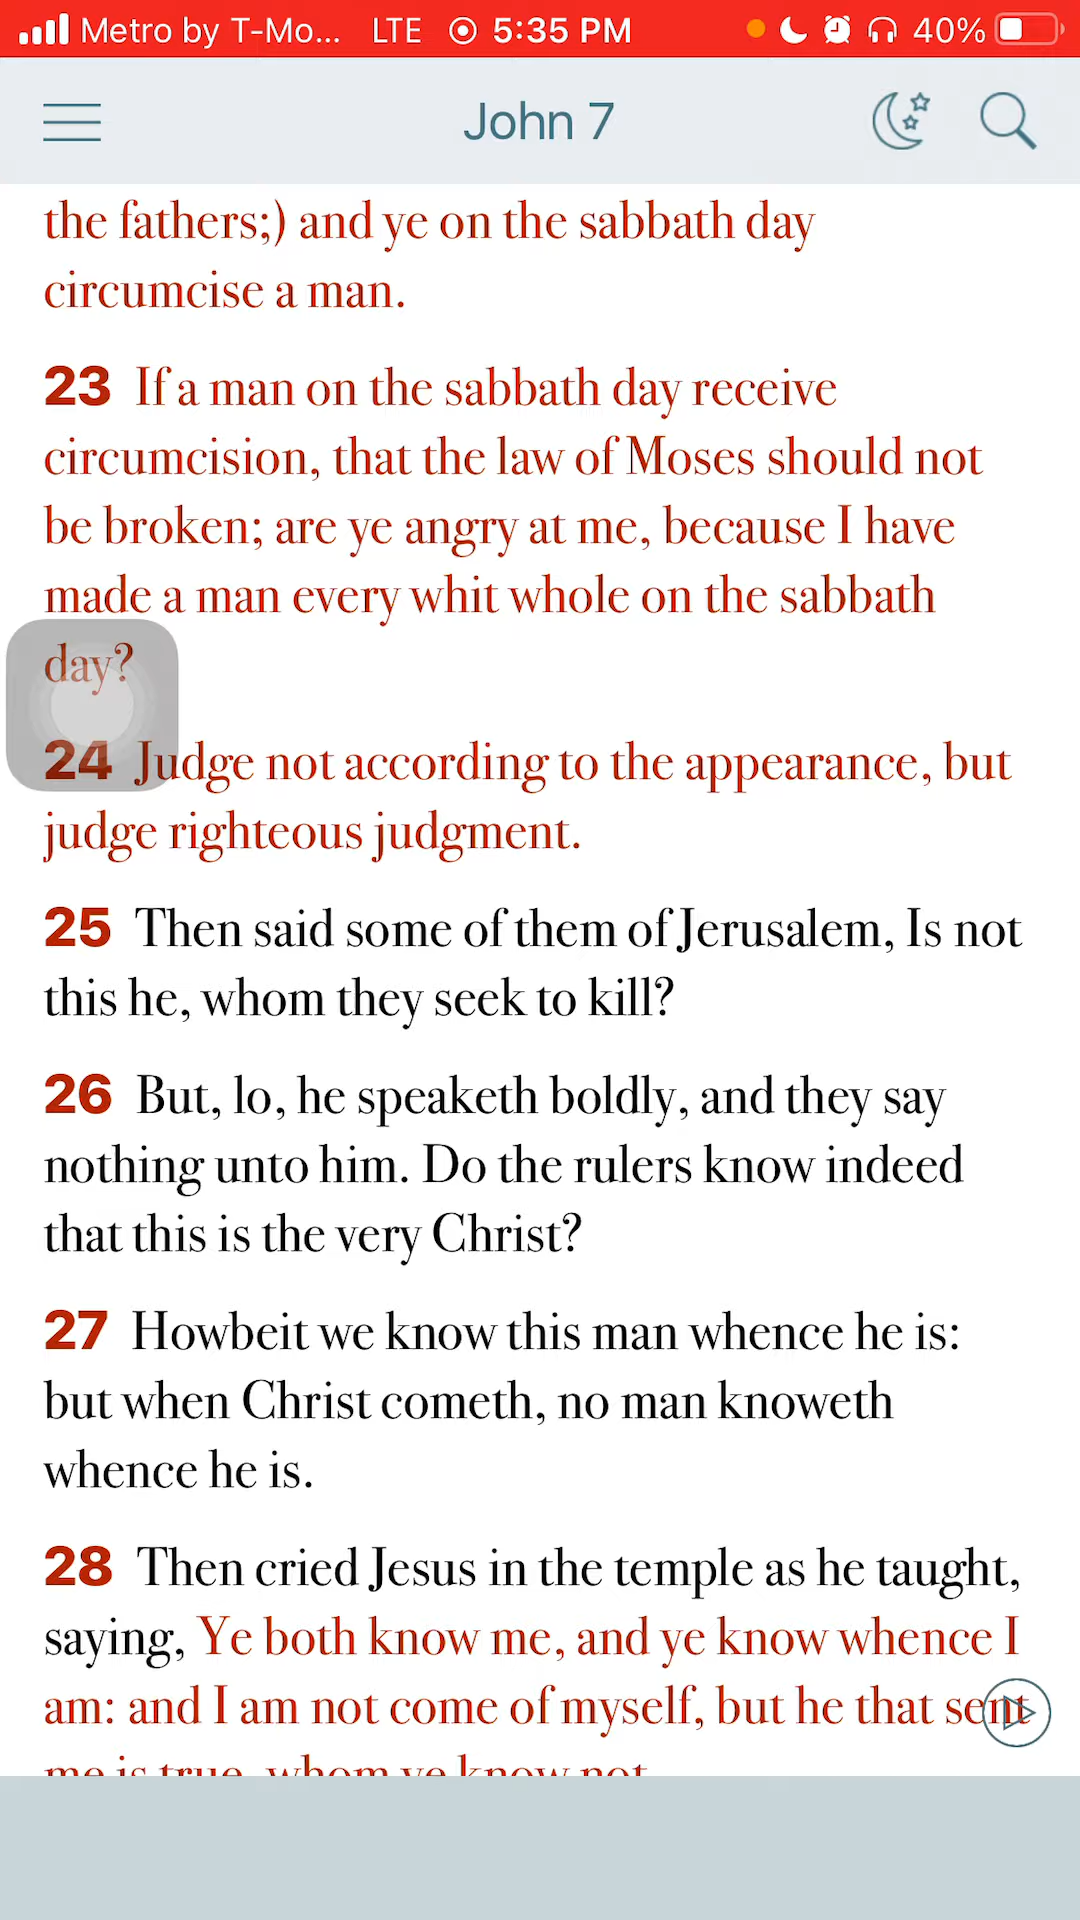 Metro by T-Mo... LTE 5:35 PM 40%
John 7
the fathers;) and ye on the sabbath day
circumcise a man.
23 If a man on the sabbath day receive
circumcision, that the law of Moses should not
be broken; are ye angry at me, because I have
made a man every whit whole on the sabbath
day?
24 Judge not according to the appearance, but
judge righteous judgment.
25 Then said some of them of Jerusalem, Is not
this he, whom they seek to kill?
26 But, lo, he speaketh boldly, and they say
nothing unto him. Do the rulers know indeed
that this is the very Christ?
27 Howbeit we know this man whence he is:
but when Christ cometh, no man knoweth
whence he is.
28 Then cried Jesus in the temple as he taught,
saying, Ye both know me, and ye know whence I
am: and I am not come of myself, but he that sent
me is true, whom ye know not.